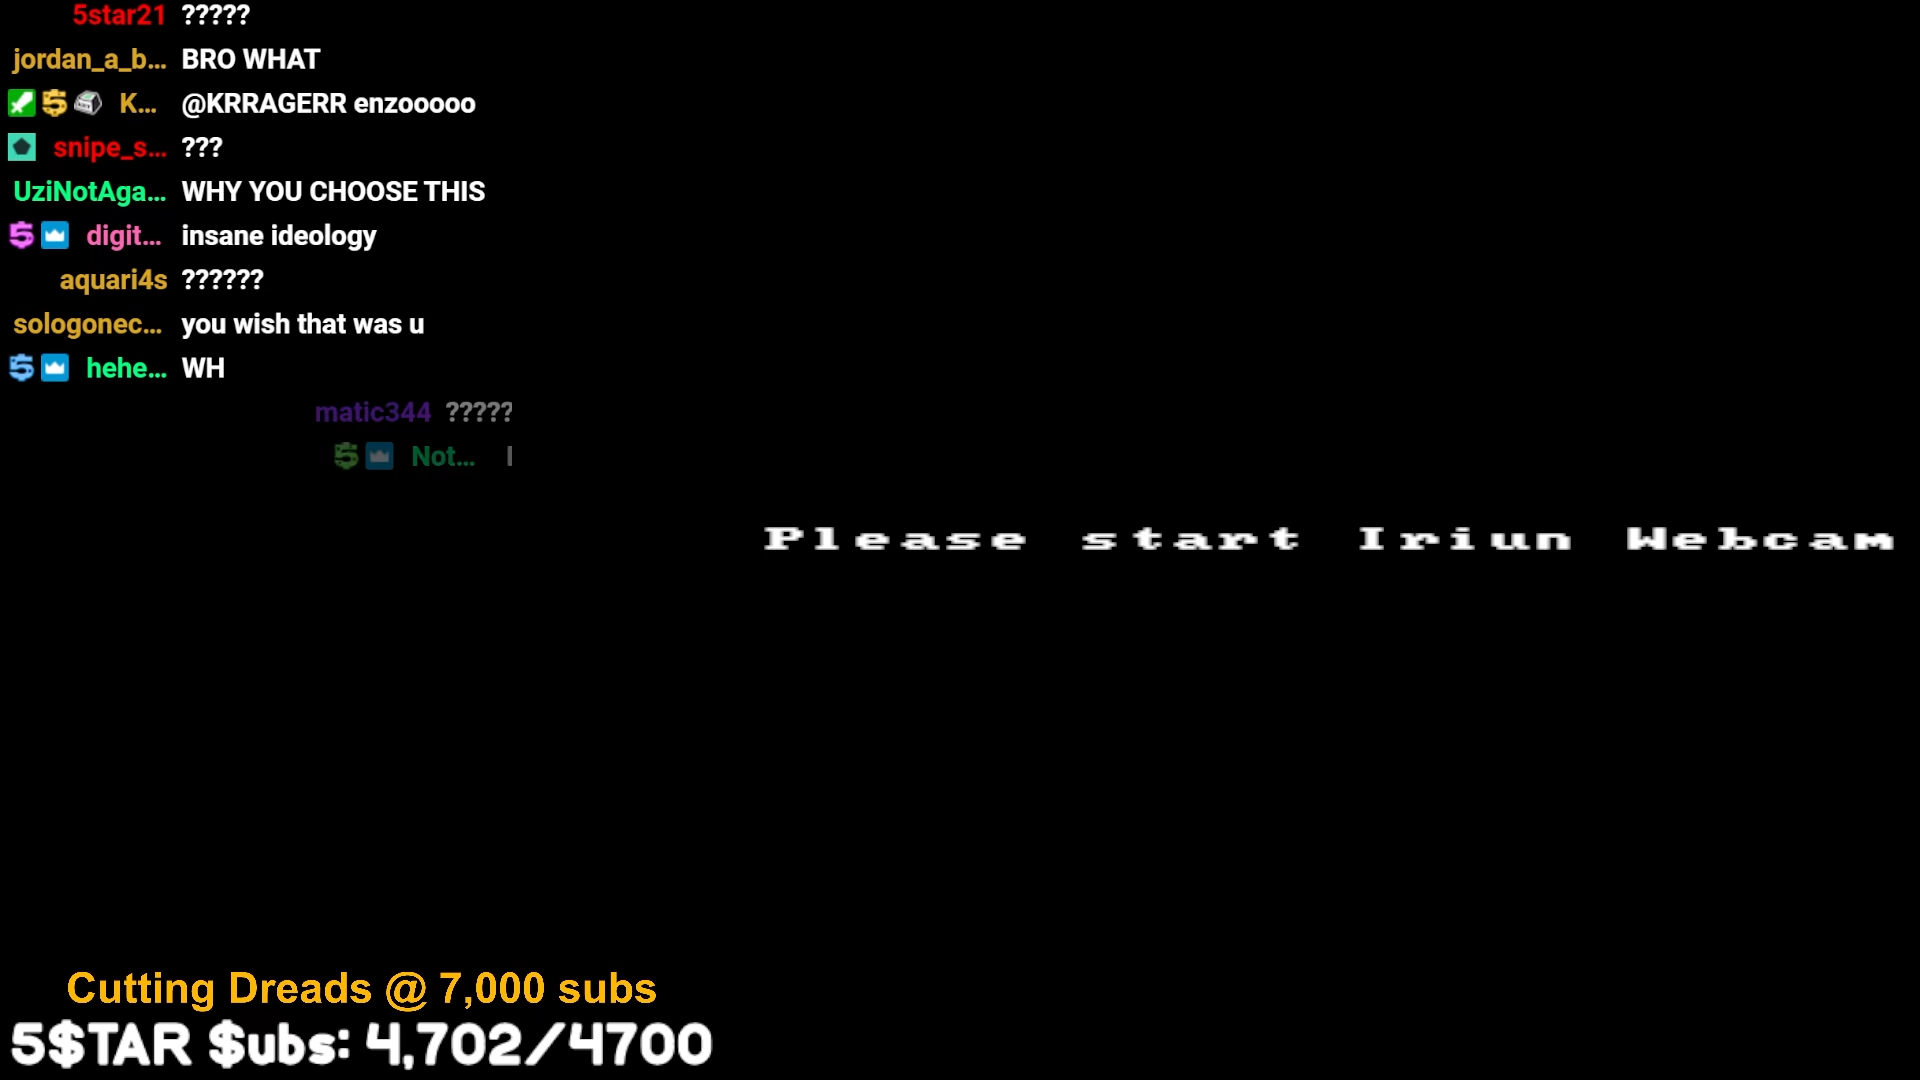 5star21 ?????
jordan_a_b... BRO WHAT
K... @KRRAGERR enzooooo
snipe_s... ???
UziNotAga... WHY YOU CHOOSE THIS
digit... insane ideology
aquari4s ??????
sologonec... you wish that was u
hehe... WH
matic344 ?????
Not... I
Please start Iriun Webcam
Cutting Dreads @ 7,000 subs
5$TAR $ubs: 4,702/4700